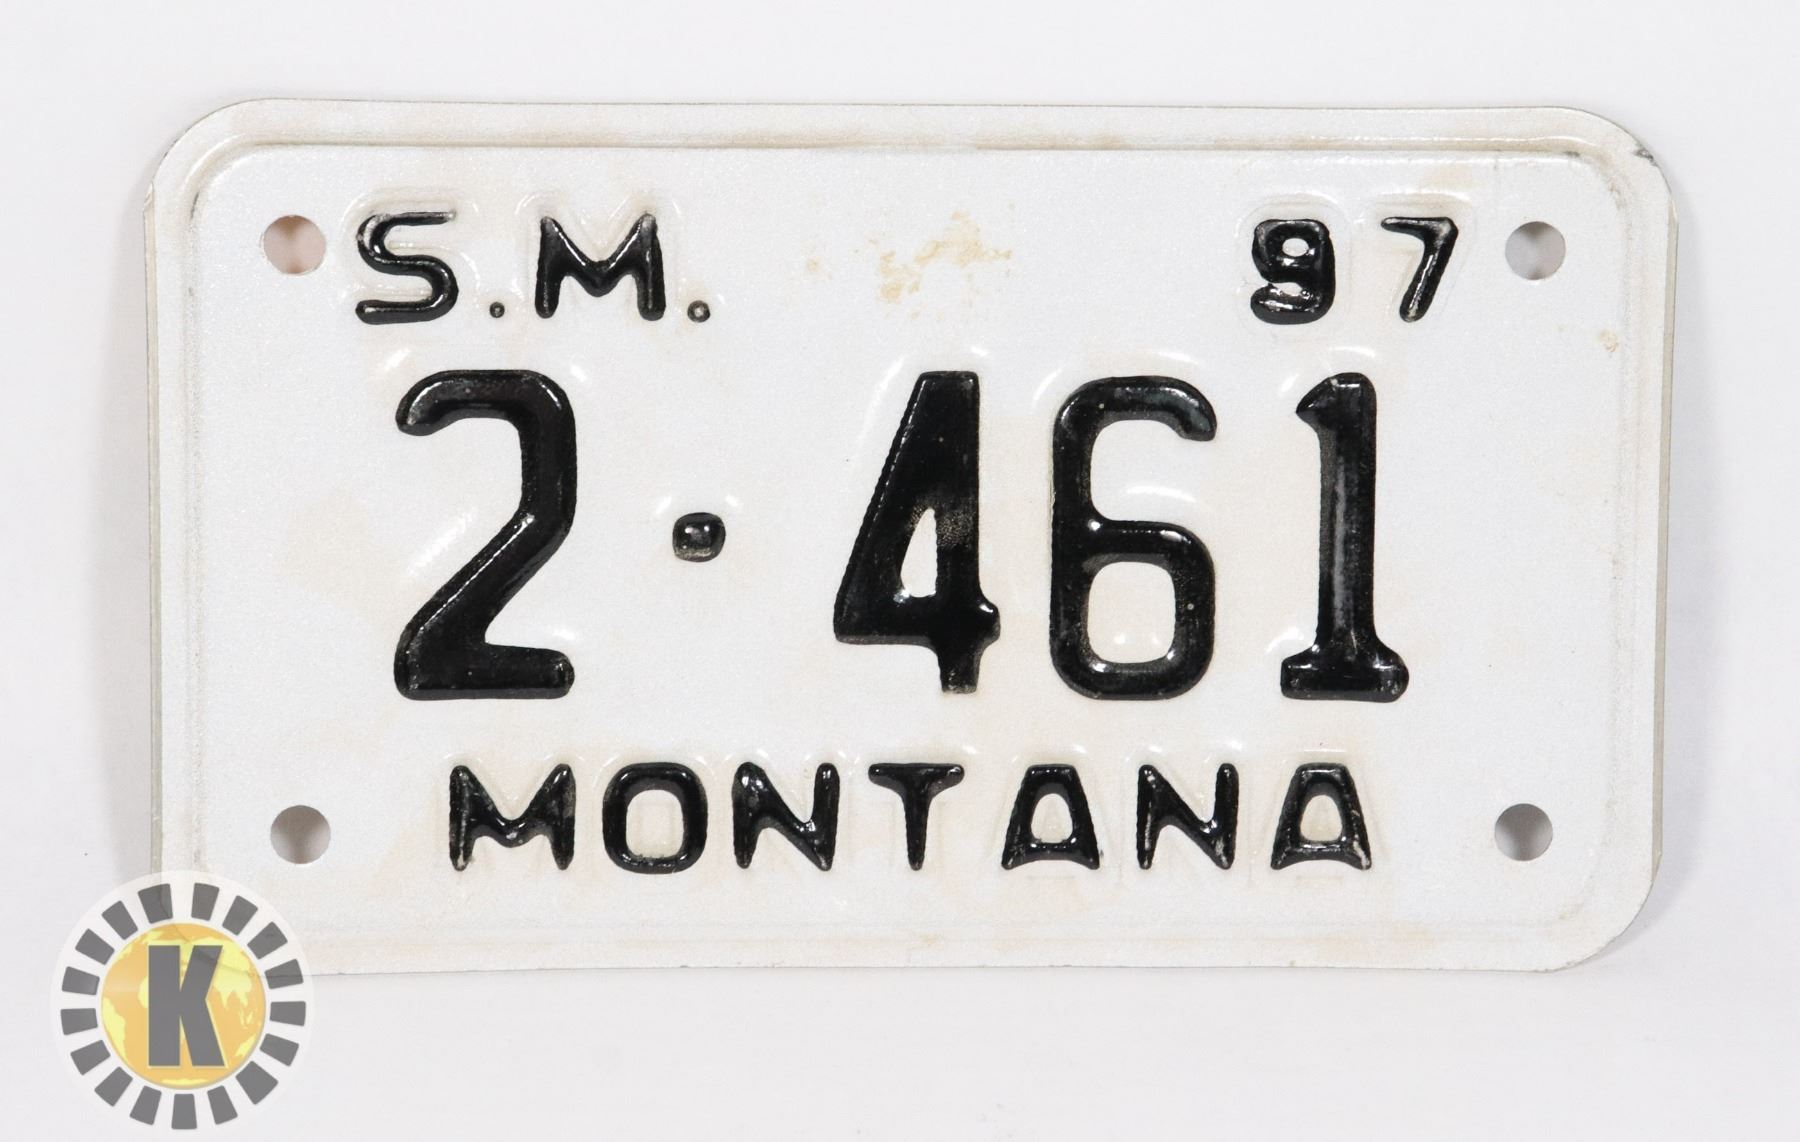 S.M. 97
2·461
MONTANA
K